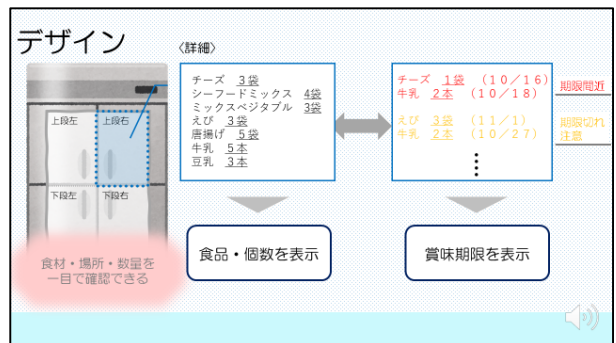 デザイン
〈詳細〉
上段左 上段右
下段左 下段右
食材・場所・数量を
一目で確認できる
チーズ 3袋
シーフードミックス 4袋
ミックスベジタブル 3袋
えび 3袋
唐揚げ 5袋
牛乳 5本
豆乳 3本
食品・個数を表示
チーズ 1袋 (10/16)
牛乳 2本 (10/18)
えび 3袋 (11/1)
牛乳 2本 (10/27)
⋮
期限間近
期限切れ
注意
賞味期限を表示